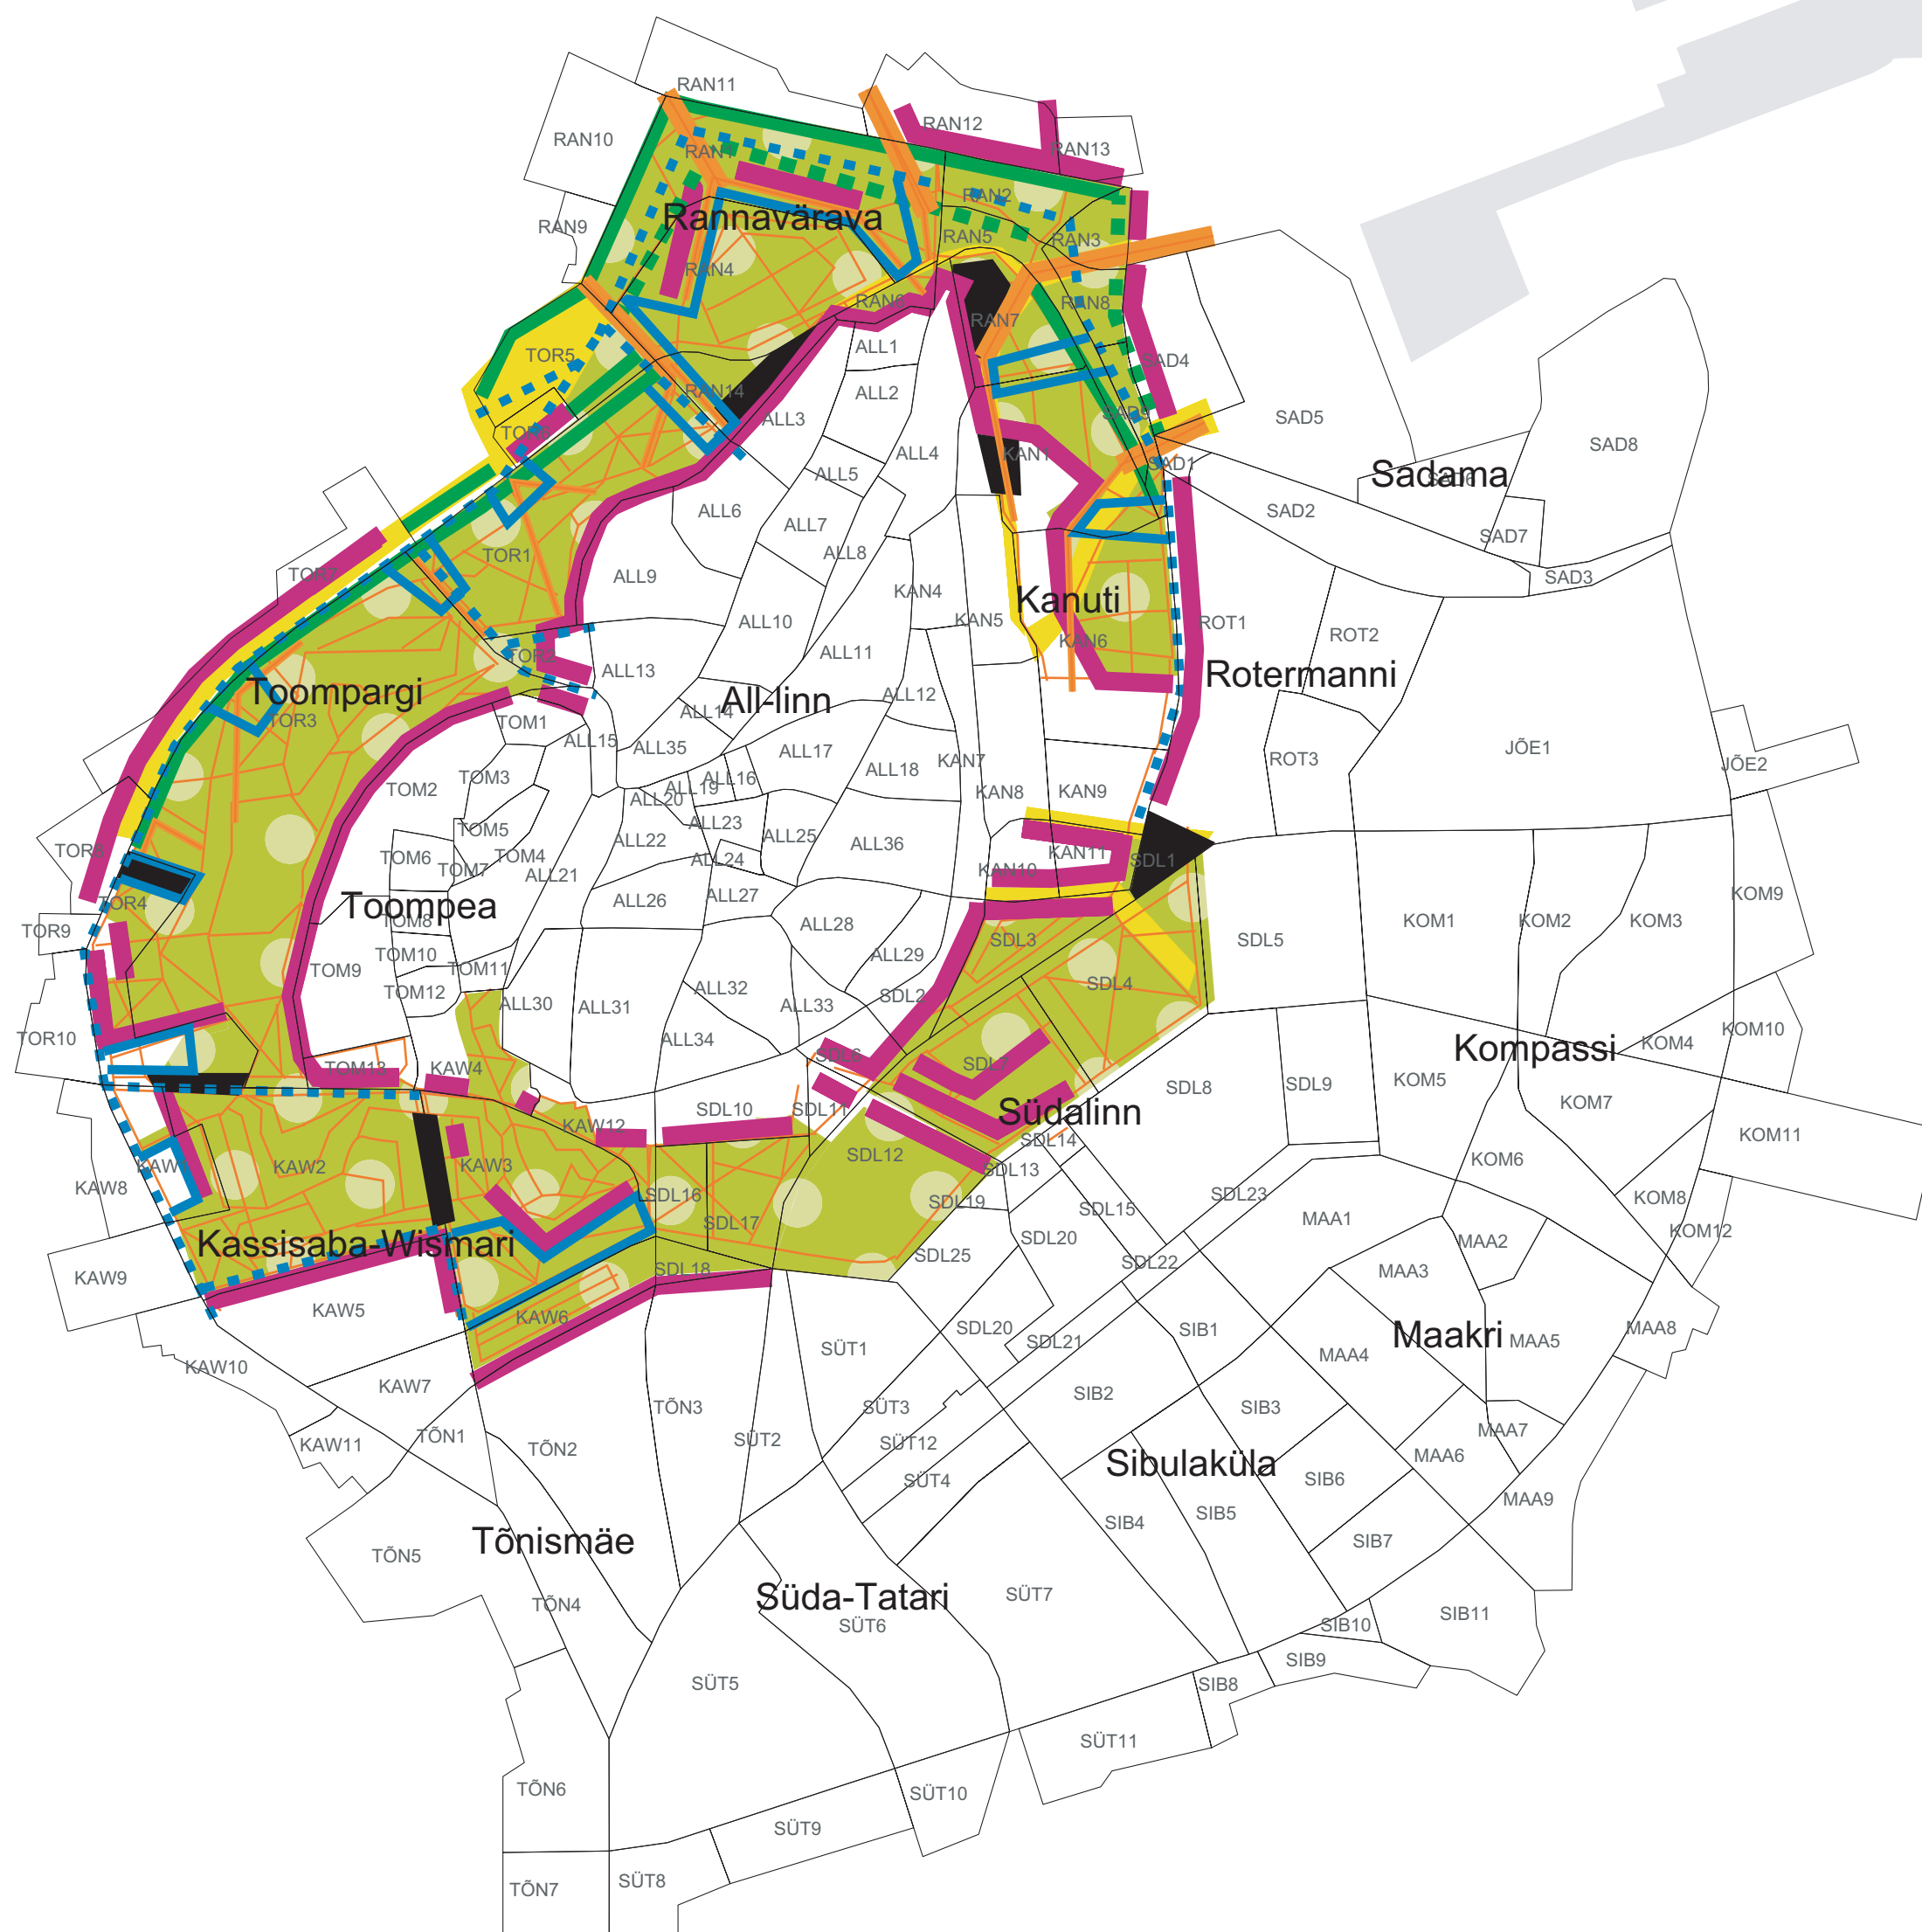 RAN11
RAN12
RAN10
RAN1
RAN13
RAN2
RAN9
Rannavärava
RAN5
RAN3
RAN4
RAN6
RAN8
RAN7
TOR5
ALL1
SAD4
RAN14
ALL2
SAD9
SAD5
ALL3
TOR6
ALL4
KAN1
SAD8
SAD1
Sadama
SAD6
ALL5
ALL6
SAD2
ALL7
SAD7
TOR1
ALL8
TOR7
ALL9
SAD3
KAN4
Kanuti
KAN5
ROT1
ALL10
ROT2
KAN6
TOR2
ALL11
ALL13
Rotermanni
Toompargi
All-linn
ALL12
ALL14
TOR3
TOM1
ALL15
ALL35
JÕE1
ALL17
ROT3
KAN7
JÕE2
ALL18
TOM3
ALL16
TOM2
ALL19
KAN8
KAN9
ALL20
ALL23
TOM5
ALL22
ALL25
ALL36
TOR8
TOM6
TOM4
ALL24
KAN11
SDL1
TOM7
KAN10
ALL21
ALL27
KOM9
ALL26
TOR4
Toompea
TOM8
KOM1
KOM2
KOM3
ALL28
TOR9
SDL3
SDL5
TOM10
ALL29
TOM9
TOM11
SDL4
ALL32
TOM12
SDL2
ALL30
ALL31
ALL33
KOM10
TOR10
ALL34
KOM4
Kompassi
SDL6
SDL7
TOM13
KAW4
KOM5
SDL9
SDL8
KOM7
SDL10
SDL11
Südalinn
KAW12
KOM11
SDL14
SDL12
KAW
KAW2
KAW3
KOM6
SDL13
KAW8
SDL16
SDL23
KOM8
SDL19
SDL15
SDL17
MAA1
KOM12
SDL20
Kassisaba-Wismari
MAA2
SDL25
SDL22
SDL18
MAA3
KAW9
KAW5
KAW6
SDL20
SIB1
MAA8
Maakri
MAA5
SDL21
SÜT1
MAA4
KAW10
KAW7
SIB2
TÕN3
SÜT3
SIB3
MAA7
TÕN1
SÜT2
SÜT12
KAW11
TÕN2
MAA6
Sibulaküla
SÜT4
SIB6
MAA9
SIB5
SIB4
Tõnismäe
SIB7
TÕN5
SÜT7
Süda-Tatari
TÕN4
SIB11
SÜT6
SIB10
SIB9
SÜT5
SIB8
SÜT11
TÕN6
SÜT10
SÜT9
SÜT8
TÕN7